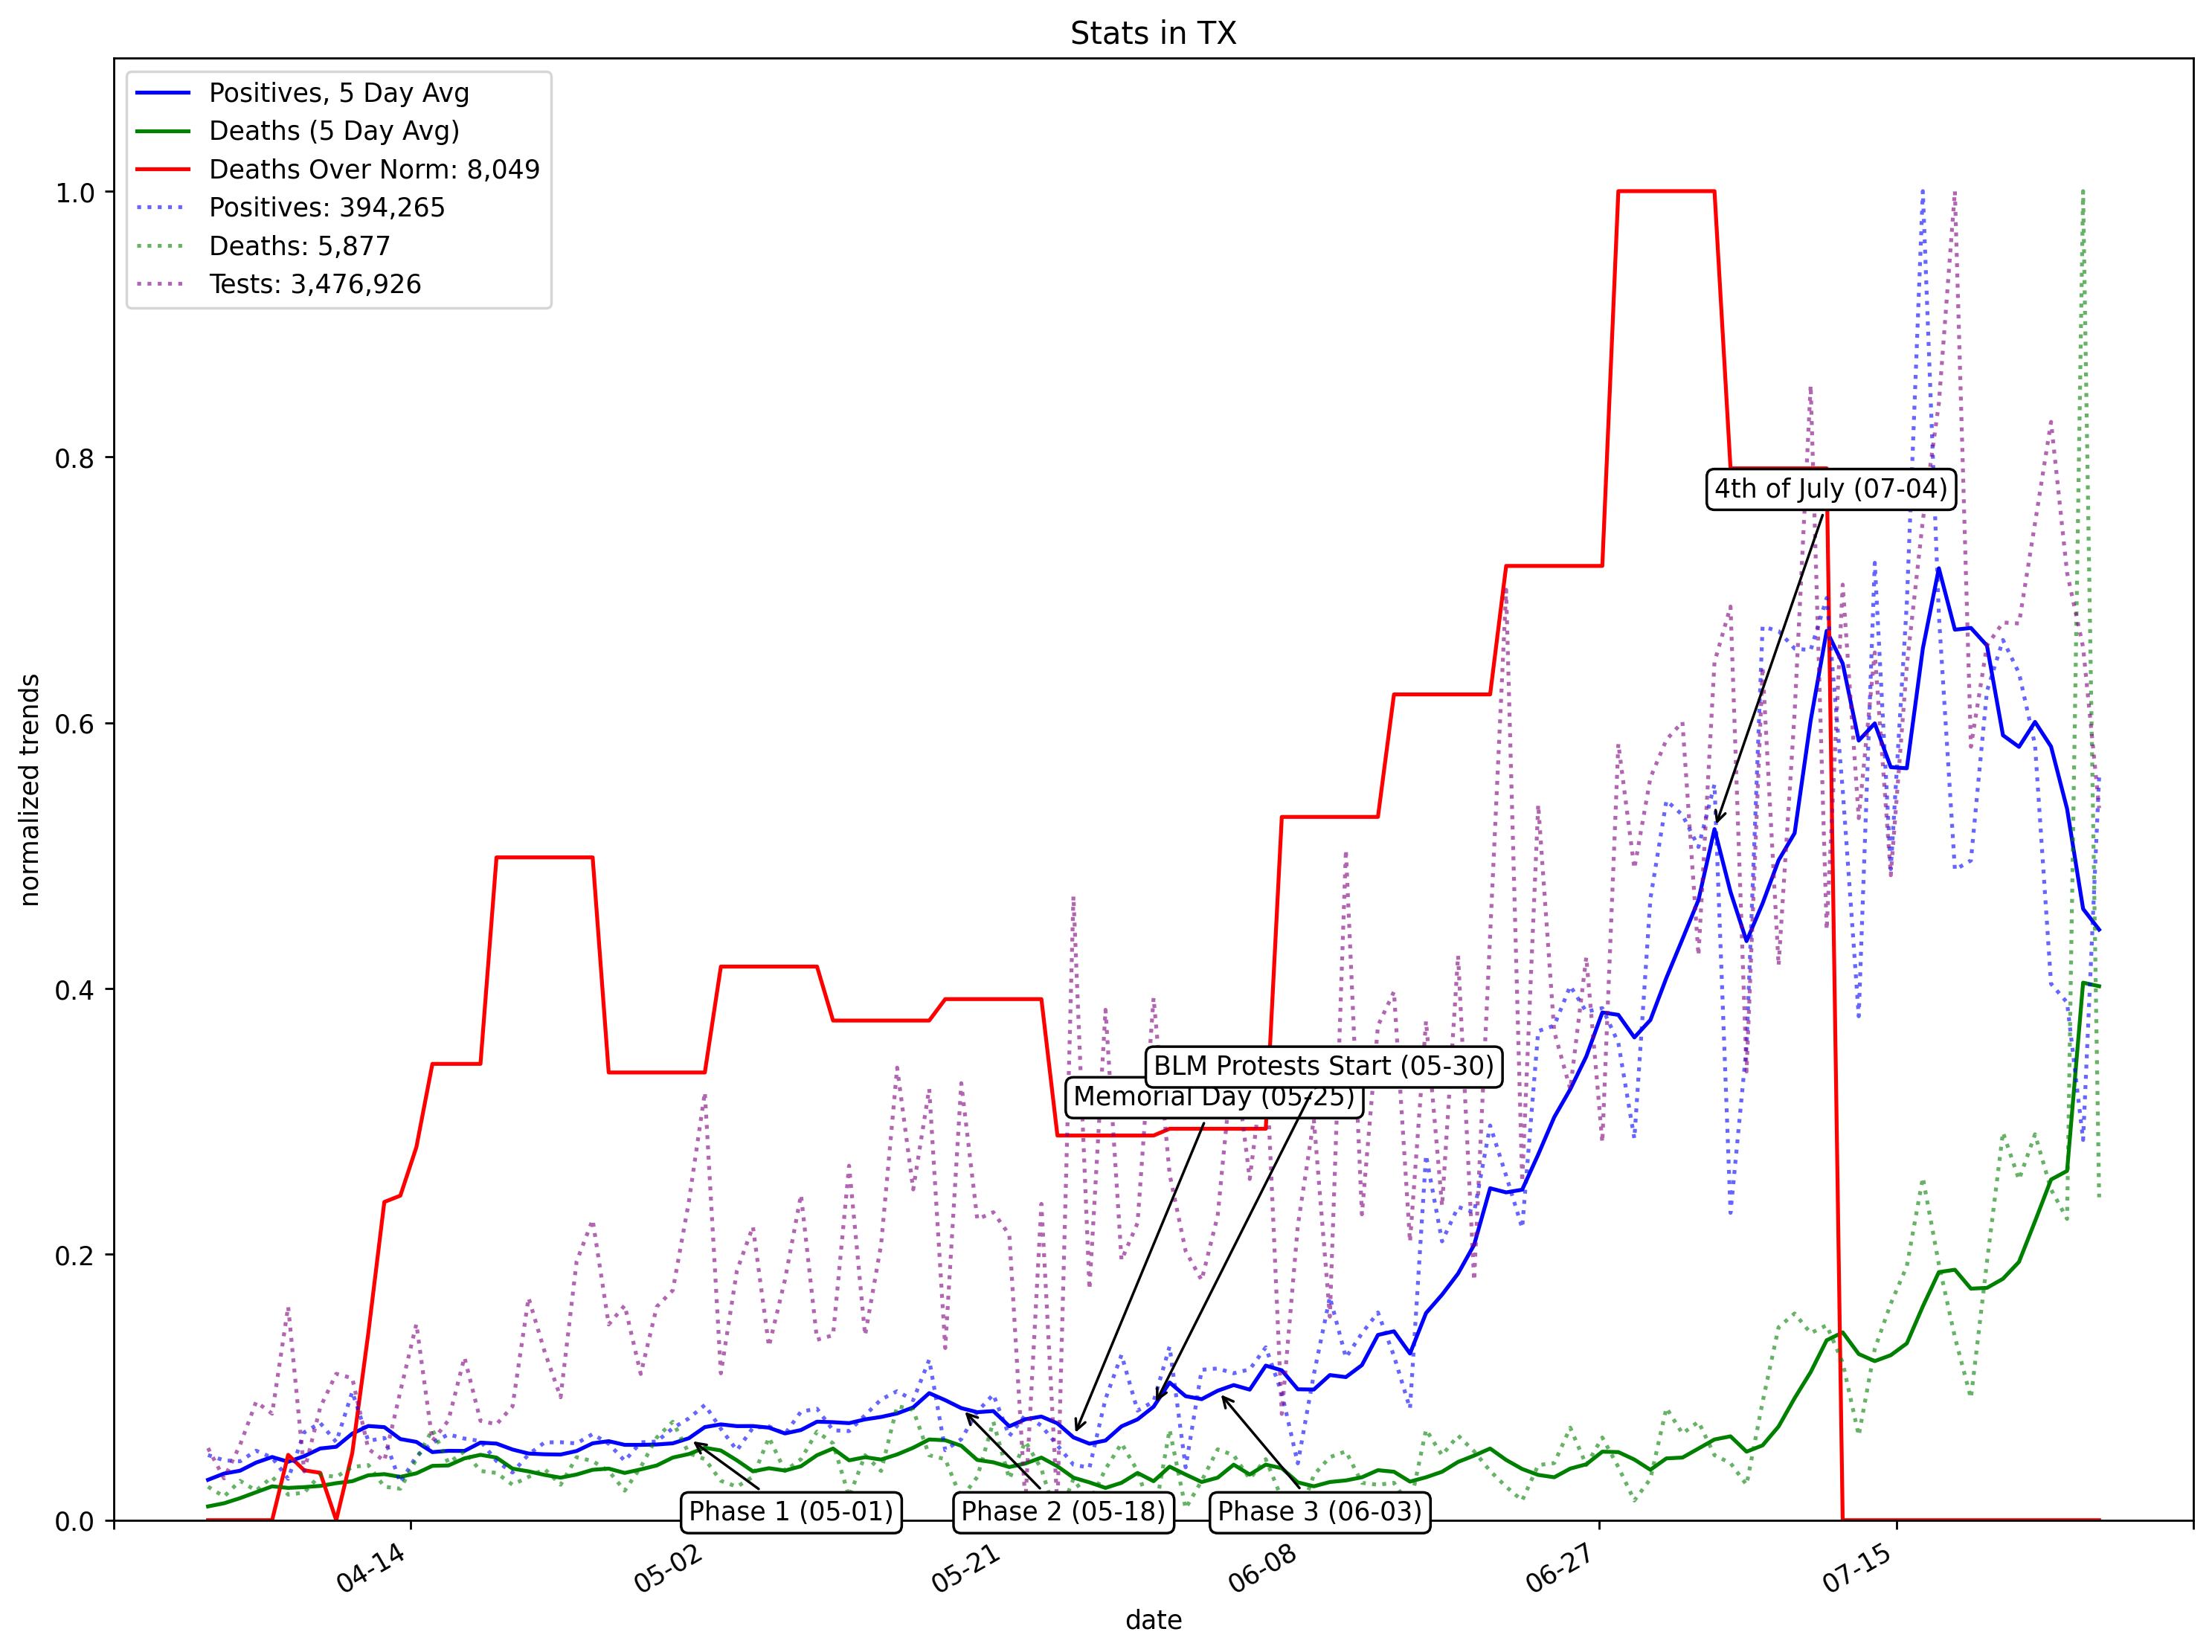 Stats in TX
Positives, 5 Day Avg
Deaths (5 Day Avg)
Deaths Over Norm: 8,049
Positives: 394,265
Deaths: 5,877
Tests: 3,476,926
1.0
0.8
0.6
0.4
0.2
0.0
normalized trends
4th of July (07-04)
BLM Protests Start (05-30)
Memorial Day (05-25)
Phase 1 (05-01)
Phase 2 (05-18)
Phase 3 (06-03)
04-14
05-02
05-21
06-08
06-27
07-15
date